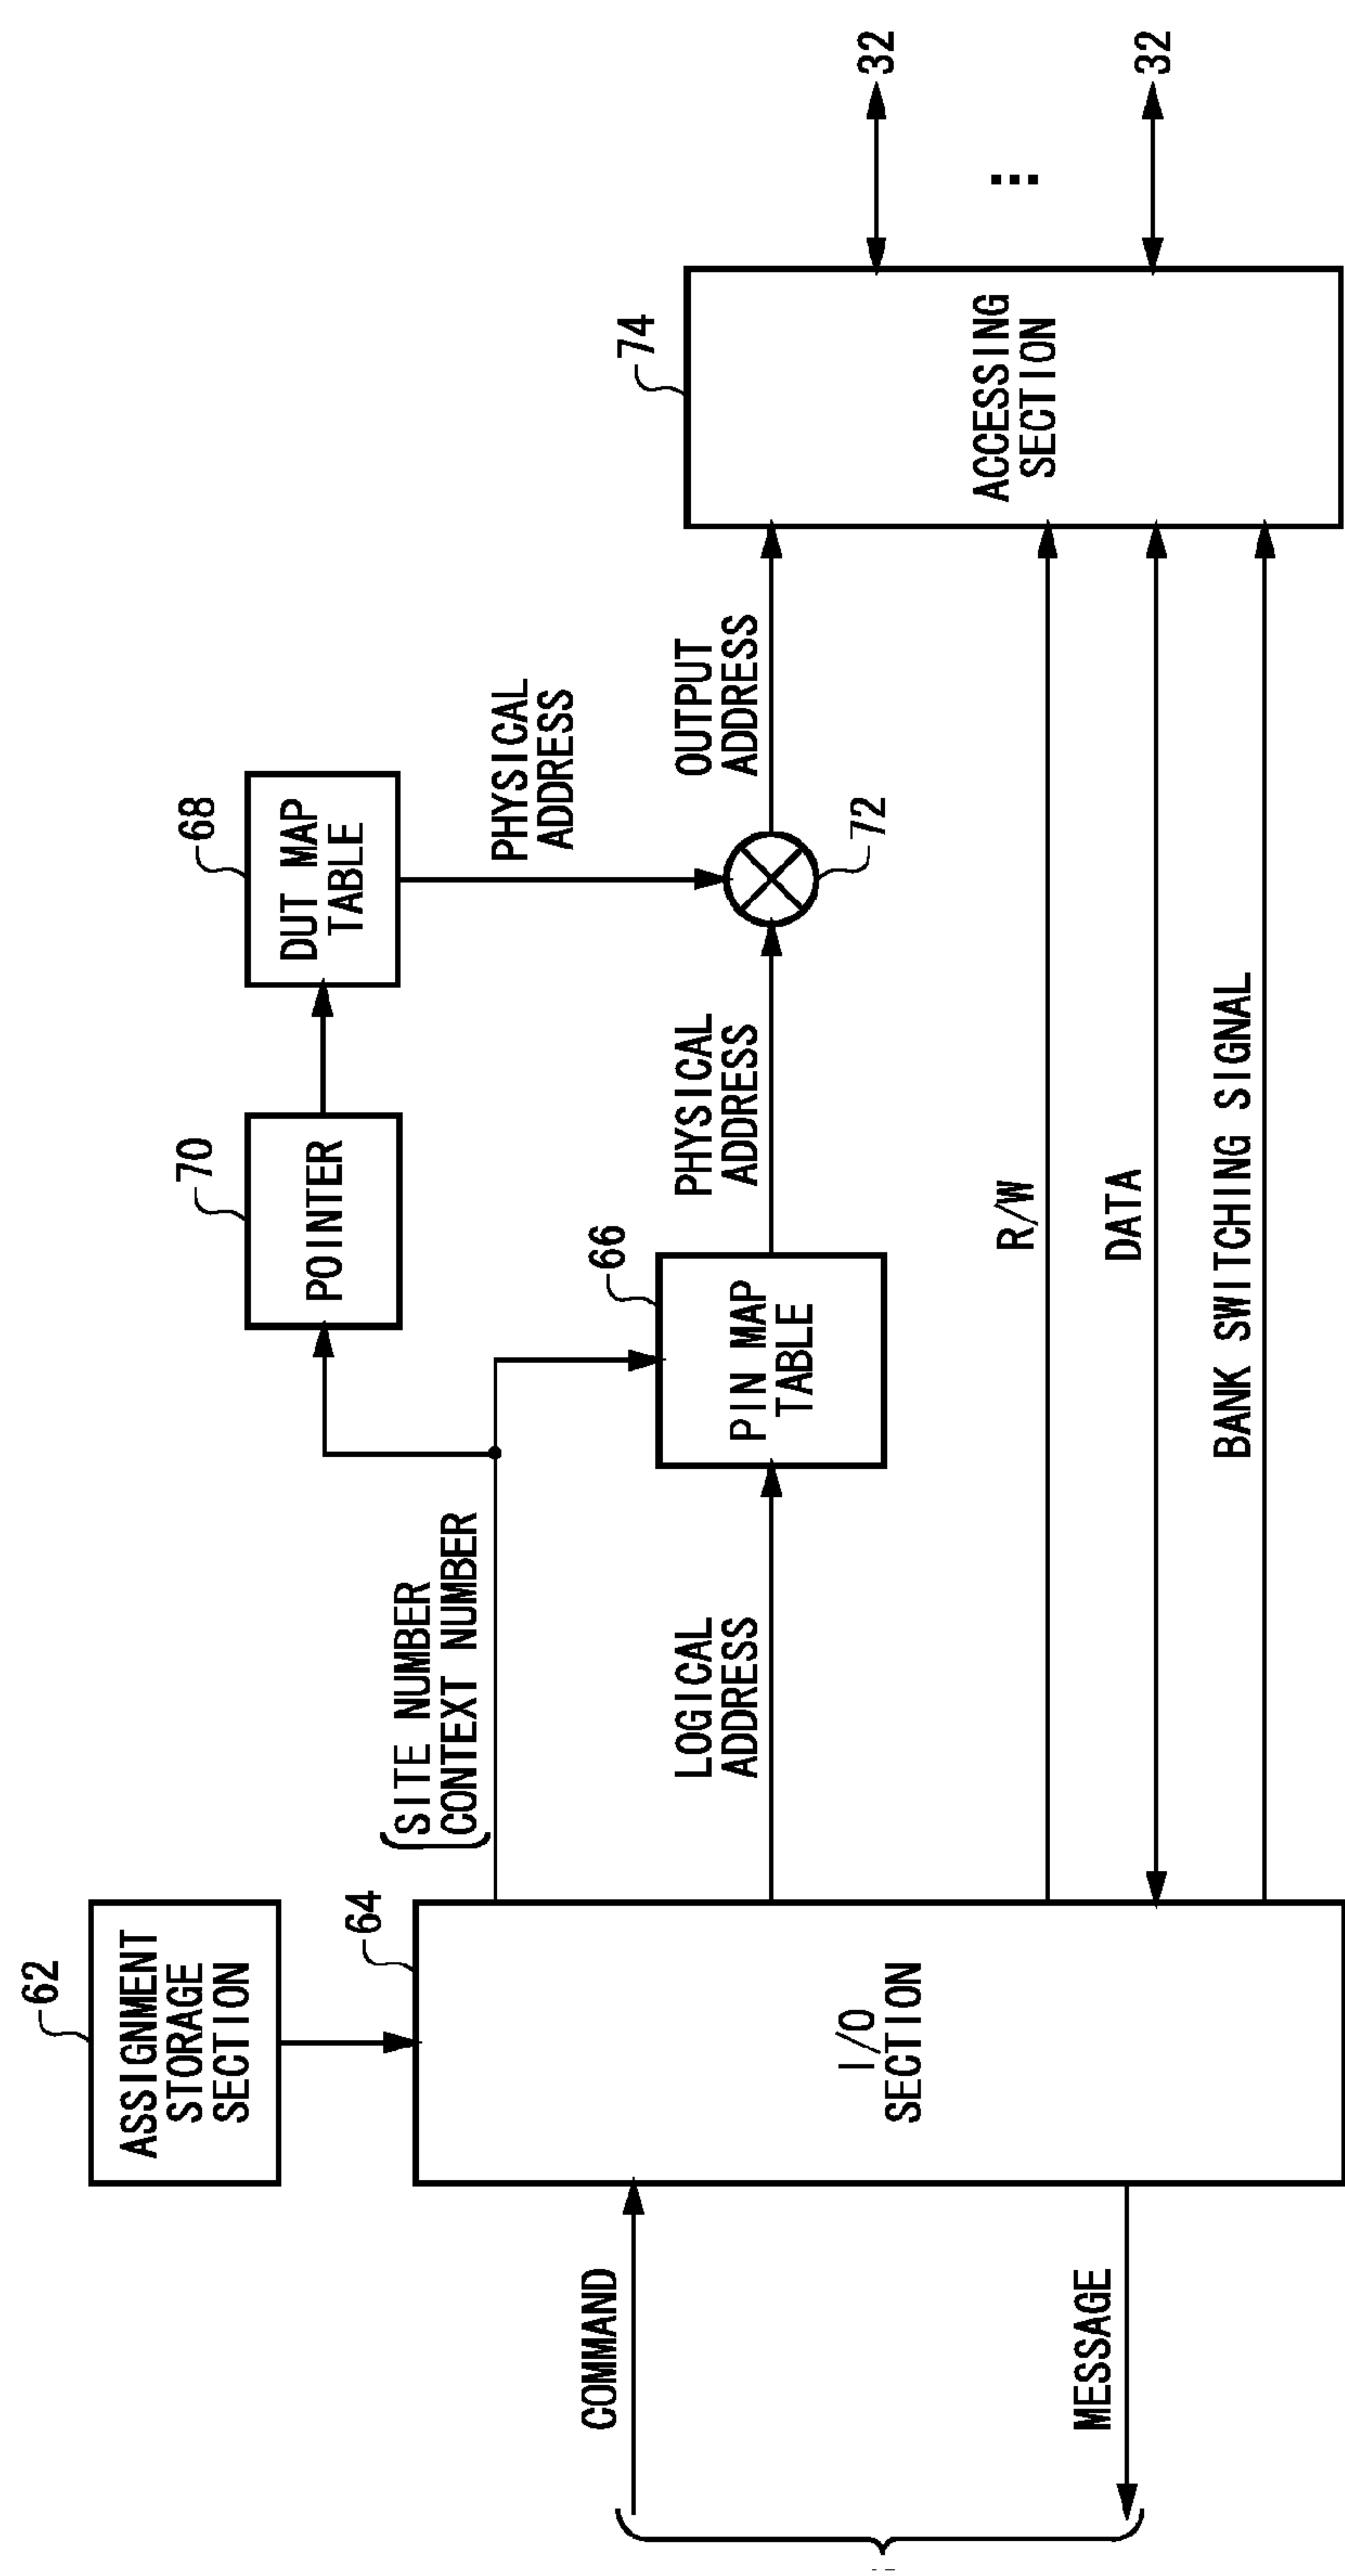 62
ASSIGNMENT
STORAGE
SECTION
64
I/O
SECTION
COMMAND
MESSAGE
SITE NUMBER
CONTEXT NUMBER
LOGICAL
ADDRESS
70
POINTER
68
DUT MAP
TABLE
66
PIN MAP
TABLE
PHYSICAL
ADDRESS
PHYSICAL
ADDRESS
72
OUTPUT
ADDRESS
R/W
DATA
BANK SWITCHING SIGNAL
74
ACCESSING
SECTION
32
...
32